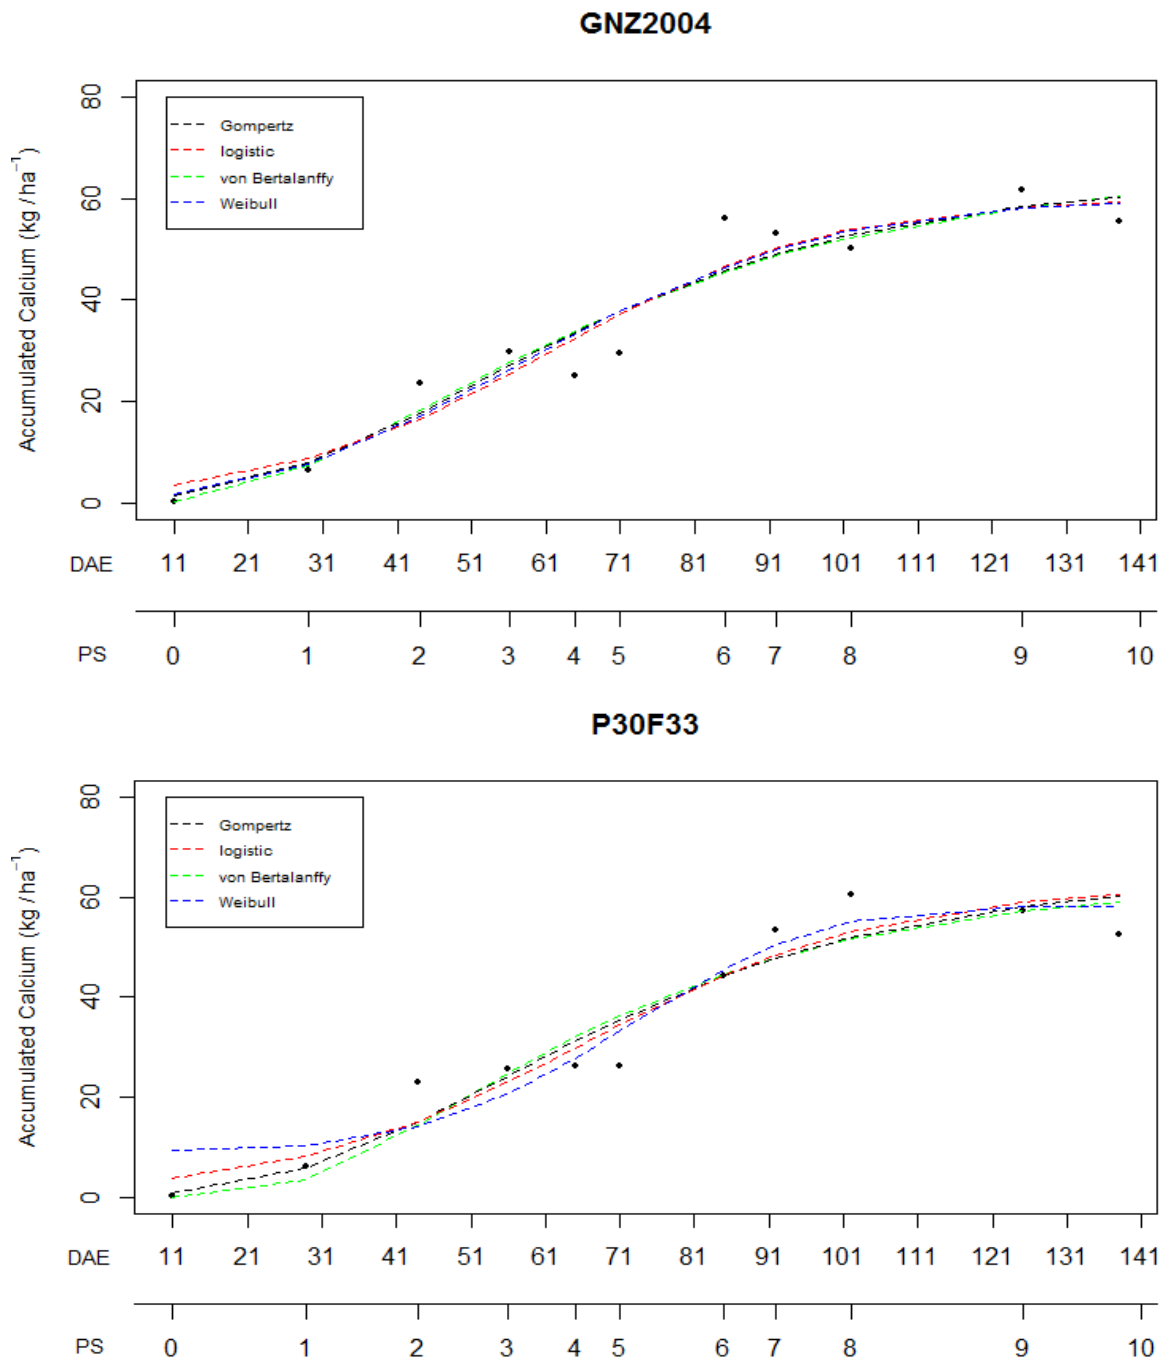 GNZ2004
Accumulated Calcium (kg / ha⁻¹)
80
60
40
20
0
Gompertz
logistic
von Bertalanffy
Weibull
DAE 11 21 31 41 51 61 71 81 91 101 111 121 131 141
PS 0 1 2 3 4 5 6 7 8 9 10
P30F33
Accumulated Calcium (kg / ha⁻¹)
80
60
40
20
0
Gompertz
logistic
von Bertalanffy
Weibull
DAE 11 21 31 41 51 61 71 81 91 101 111 121 131 141
PS 0 1 2 3 4 5 6 7 8 9 10